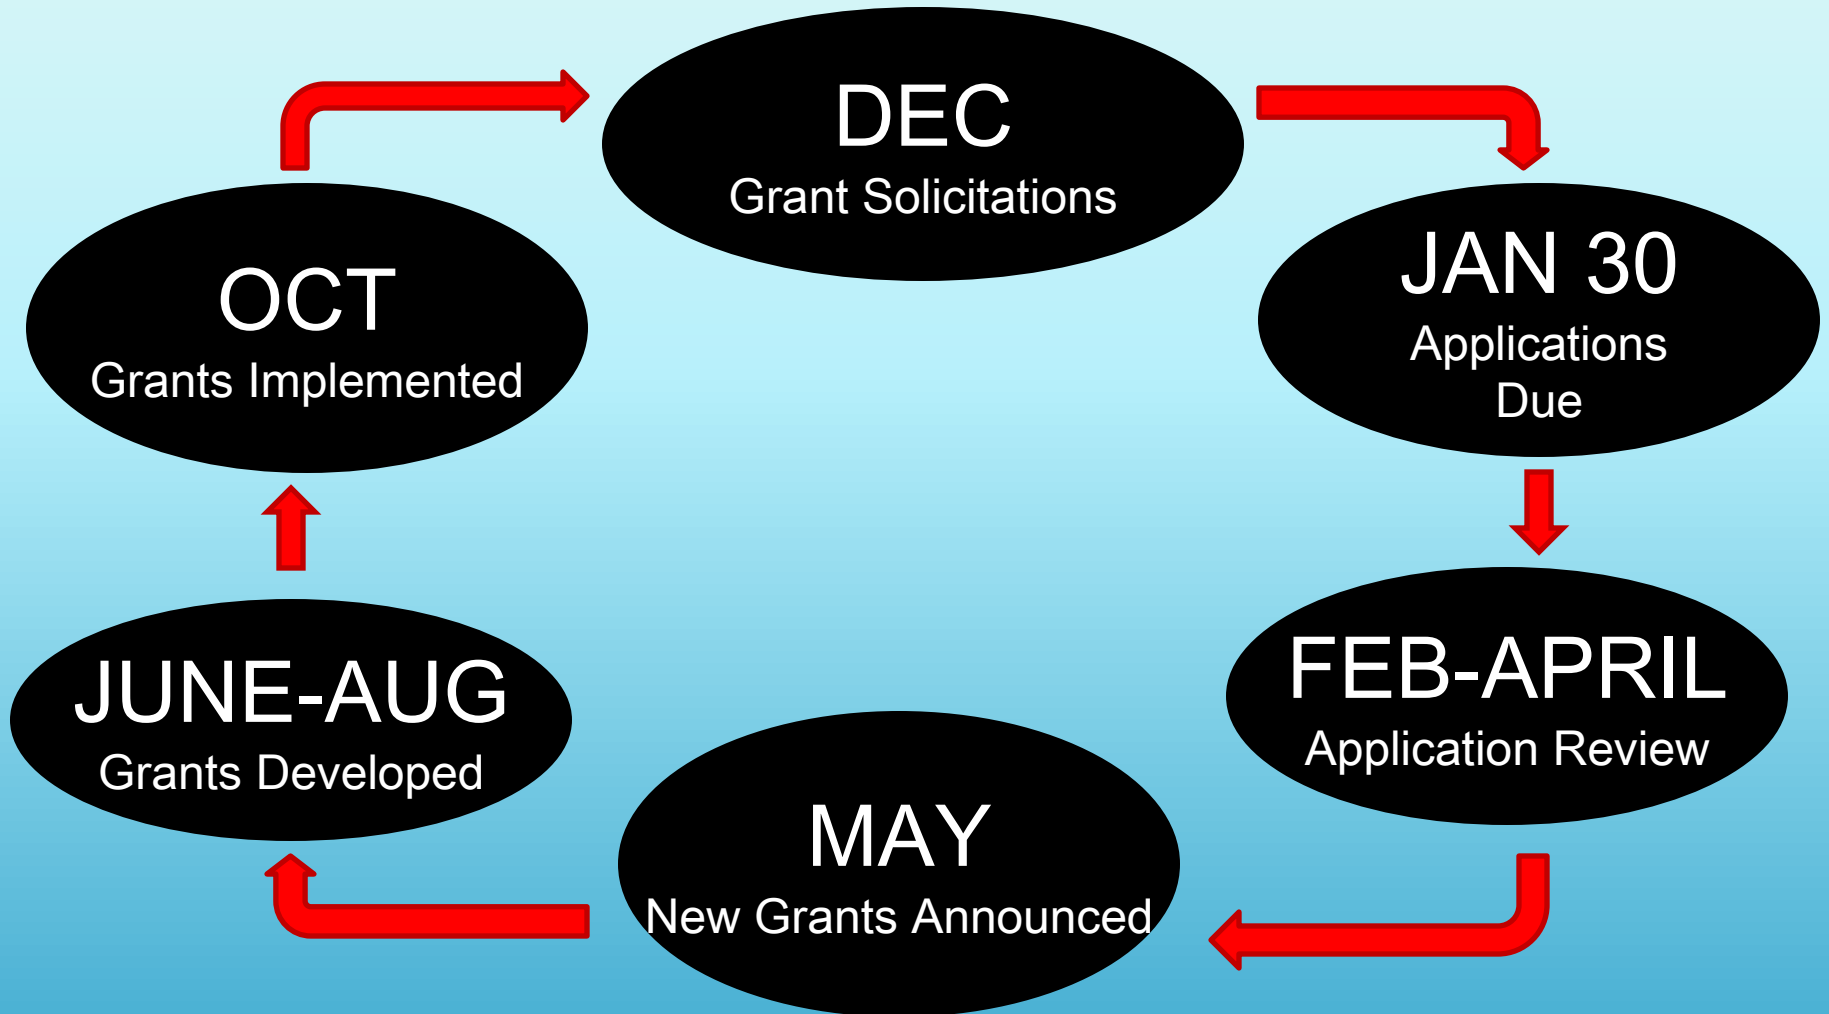 DEC
Grant Solicitations
JAN 30
Applications
Due
FEB-APRIL
Application Review
MAY
New Grants Announced
JUNE-AUG
Grants Developed
OCT
Grants Implemented